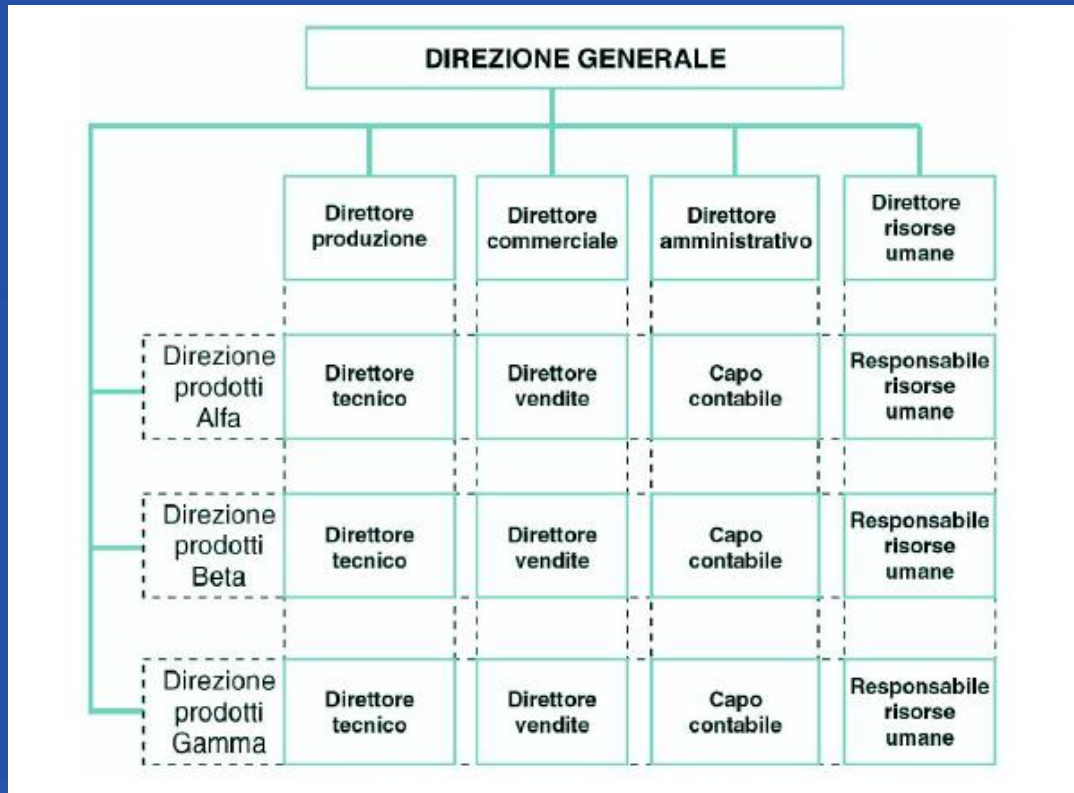 DIREZIONE GENERALE
Direttore
produzione
Direttore
commerciale
Direttore
amministrativo
Direttore
risorse
umane
Direzione
prodotti
Alfa
Direttore
tecnico
Direttore
vendite
Capo
contabile
Responsabile
risorse
umane
Direzione
prodotti
Beta
Direttore
tecnico
Direttore
vendite
Capo
contabile
Responsabile
risorse
umane
Direzione
prodotti
Gamma
Direttore
tecnico
Direttore
vendite
Capo
contabile
Responsabile
risorse
umane